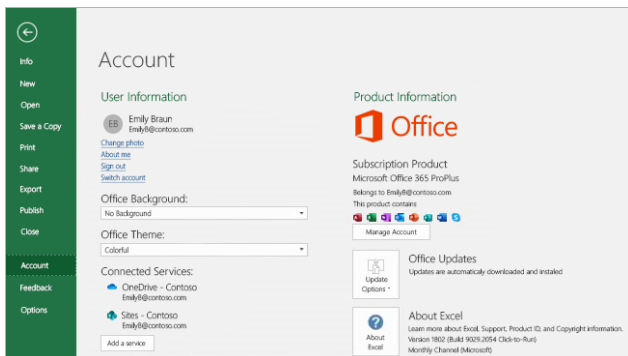 Info
New
Open
Save a Copy
Print
Share
Export
Publish
Close
Account
Feedback
Options
Account
User Information
EB
Emily Braun
EmilyB@contoso.com
Change photo
About me
Sign out
Switch account
Office Background:
No Background
Office Theme:
Colorful
Connected Services:
OneDrive - Contoso
EmilyB@contoso.com
Sites - Contoso
EmilyB@contoso.com
Add a service
Product Information
Office
Subscription Product
Microsoft Office 365 ProPlus
Belongs to EmilyB@contoso.com
This product contains
Manage Account
Update
Options
Office Updates
Updates are automaticaly downloaded and instaled
?
About
Excel
About Excel
Learn more about Excel, Support, Product ID, and Copyright information.
Version 1802 (Build 9029.2054 Click-to-Run)
Monthly Channel (Microsoft)